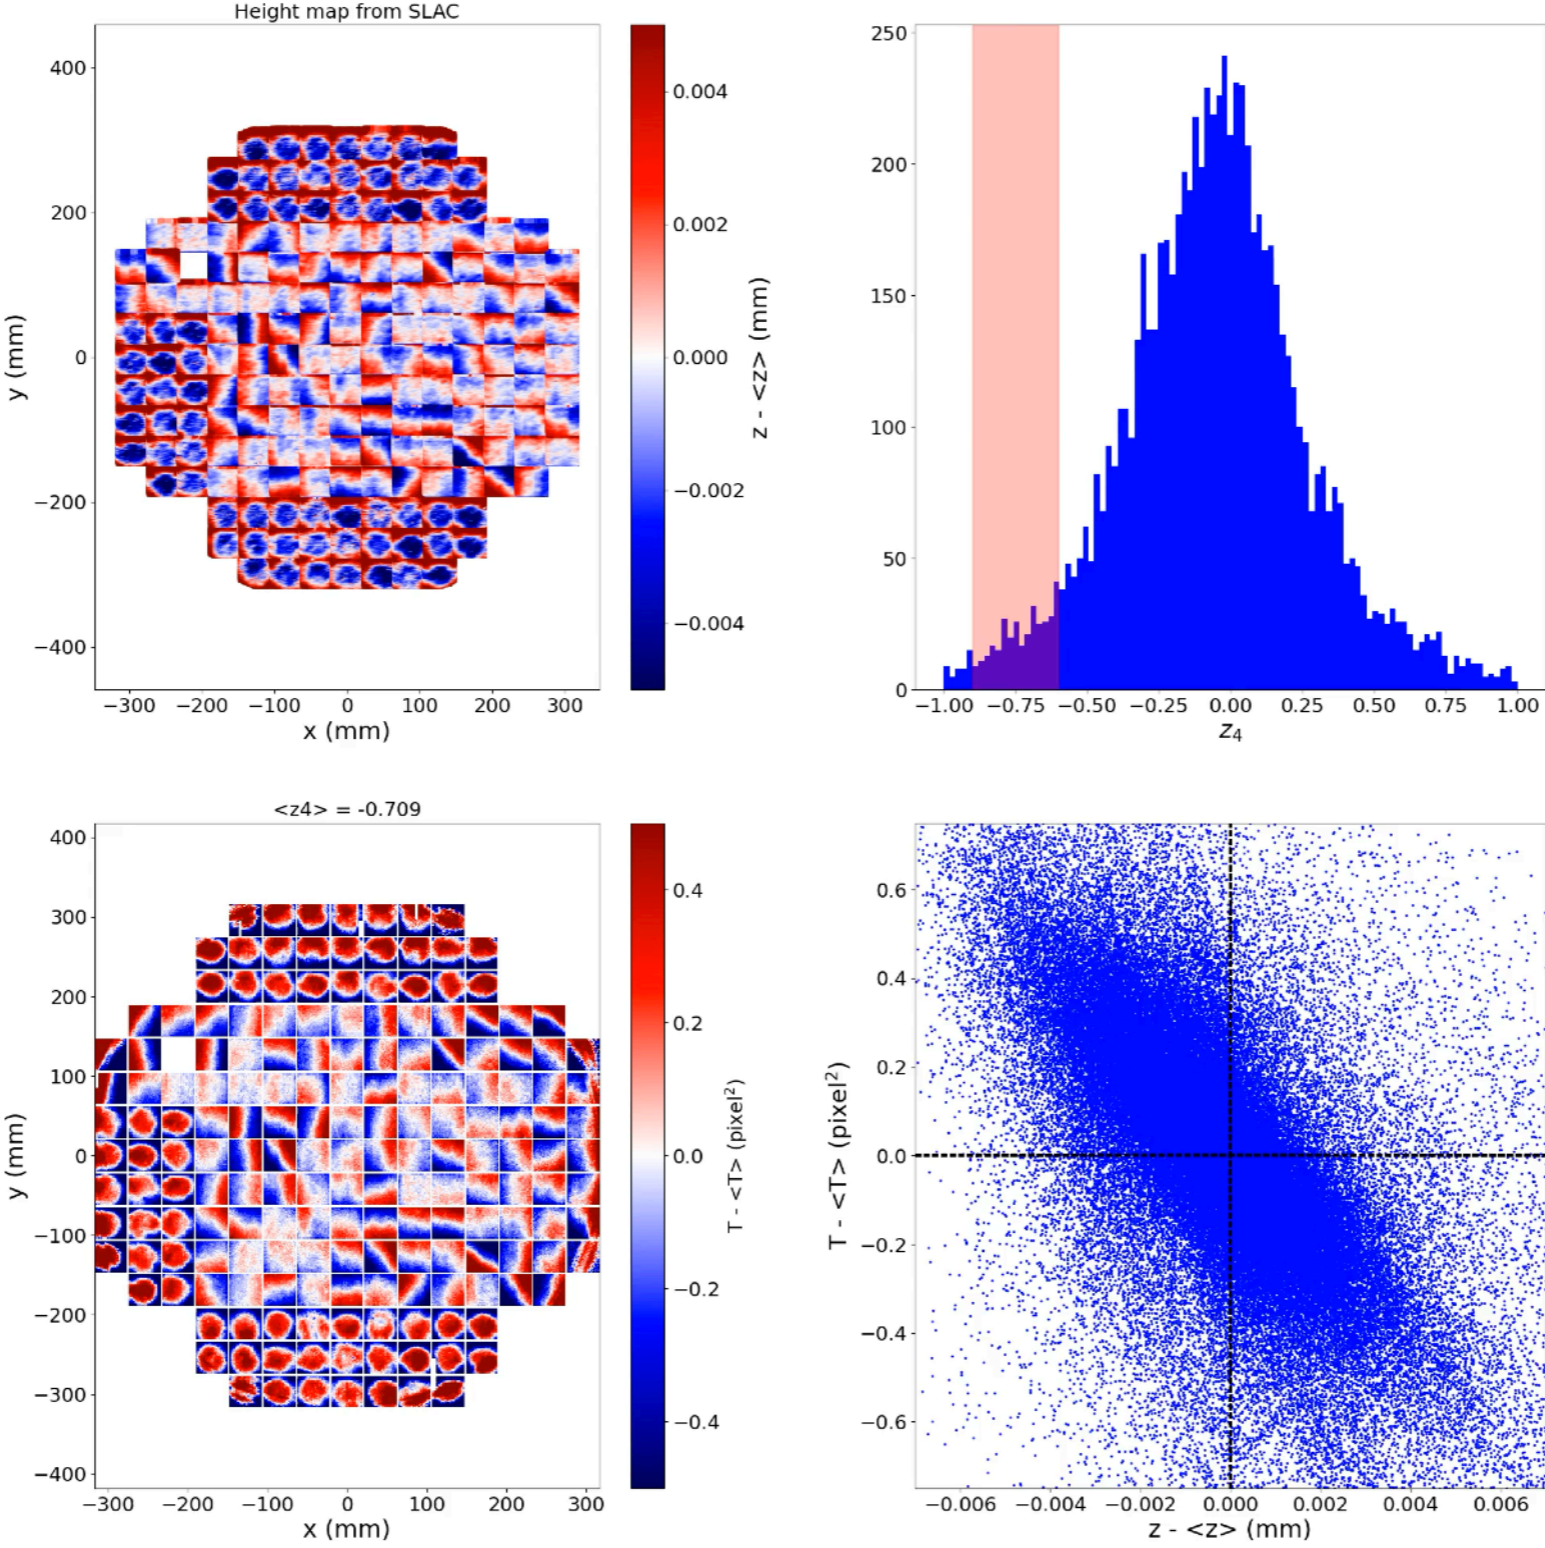 Height map from SLAC
400
200
0
−200
−400
y (mm)
−300 −200 −100 0 100 200 300
x (mm)
0.004
0.002
0.000
−0.002
−0.004
z - <z> (mm)
250
200
150
100
50
0
−1.00 −0.75 −0.50 −0.25 0.00 0.25 0.50 0.75 1.00
z₄
<z4> = -0.709
400
300
200
100
0
−100
−200
−300
−400
y (mm)
−300 −200 −100 0 100 200 300
x (mm)
0.4
0.2
0.0
−0.2
−0.4
T - <T> (pixel²)
0.6
0.4
0.2
0.0
−0.2
−0.4
−0.6
T - <T> (pixel²)
−0.006 −0.004 −0.002 0.000 0.002 0.004 0.006
z - <z> (mm)